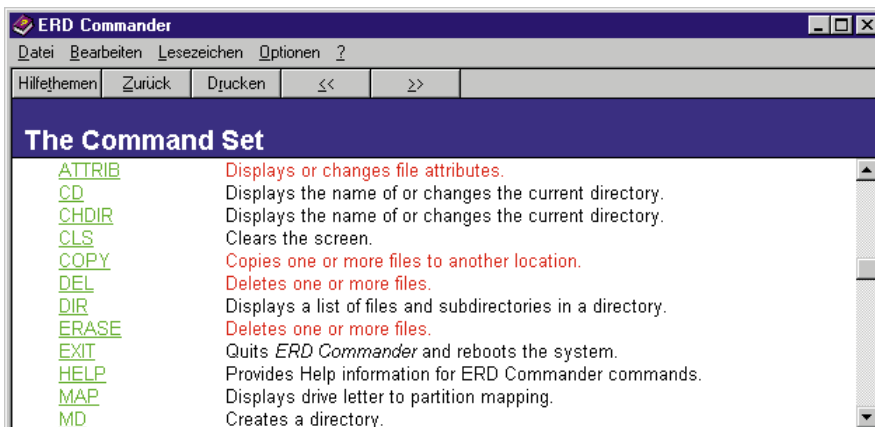 ERD Commander
Datei Bearbeiten Lesezeichen Optionen ?
Hilfethemen Zurück Drucken << >>
The Command Set
ATTRIB Displays or changes file attributes.
CD Displays the name of or changes the current directory.
CHDIR Displays the name of or changes the current directory.
CLS Clears the screen.
COPY Copies one or more files to another location.
DEL Deletes one or more files.
DIR Displays a list of files and subdirectories in a directory.
ERASE Deletes one or more files.
EXIT Quits ERD Commander and reboots the system.
HELP Provides Help information for ERD Commander commands.
MAP Displays drive letter to partition mapping.
MD Creates a directory.